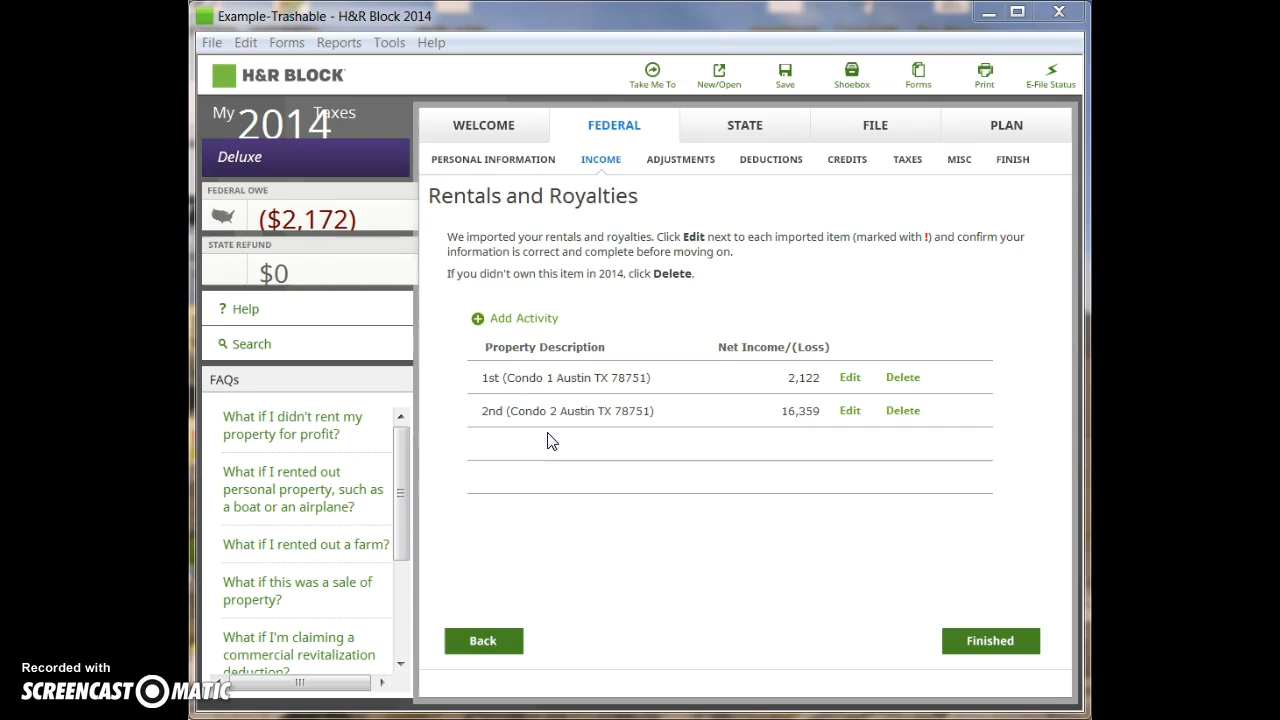 Example-Trashable - H&R Block 2014
File Edit Forms Reports Tools Help
H&R BLOCK
Take Me To New/Open Save Shoebox Forms Print E-File Status
My 2014 Taxes
Deluxe
FEDERAL OWE
($2,172)
STATE REFUND
$0
? Help
Search
FAQs
What if I didn't rent my
property for profit?
What if I rented out
personal property, such as
a boat or an airplane?
What if I rented out a farm?
What if this was a sale of
property?
What if I'm claiming a
commercial revitalization
deduction?
WELCOME FEDERAL STATE FILE PLAN
PERSONAL INFORMATION INCOME ADJUSTMENTS DEDUCTIONS CREDITS TAXES MISC FINISH
Rentals and Royalties
We imported your rentals and royalties. Click Edit next to each imported item (marked with !) and confirm your
information is correct and complete before moving on.
If you didn't own this item in 2014, click Delete.
Add Activity
Property Description Net Income/(Loss)
1st (Condo 1 Austin TX 78751) 2,122 Edit Delete
2nd (Condo 2 Austin TX 78751) 16,359 Edit Delete
Back Finished
Recorded with
SCREENCAST-O-MATIC